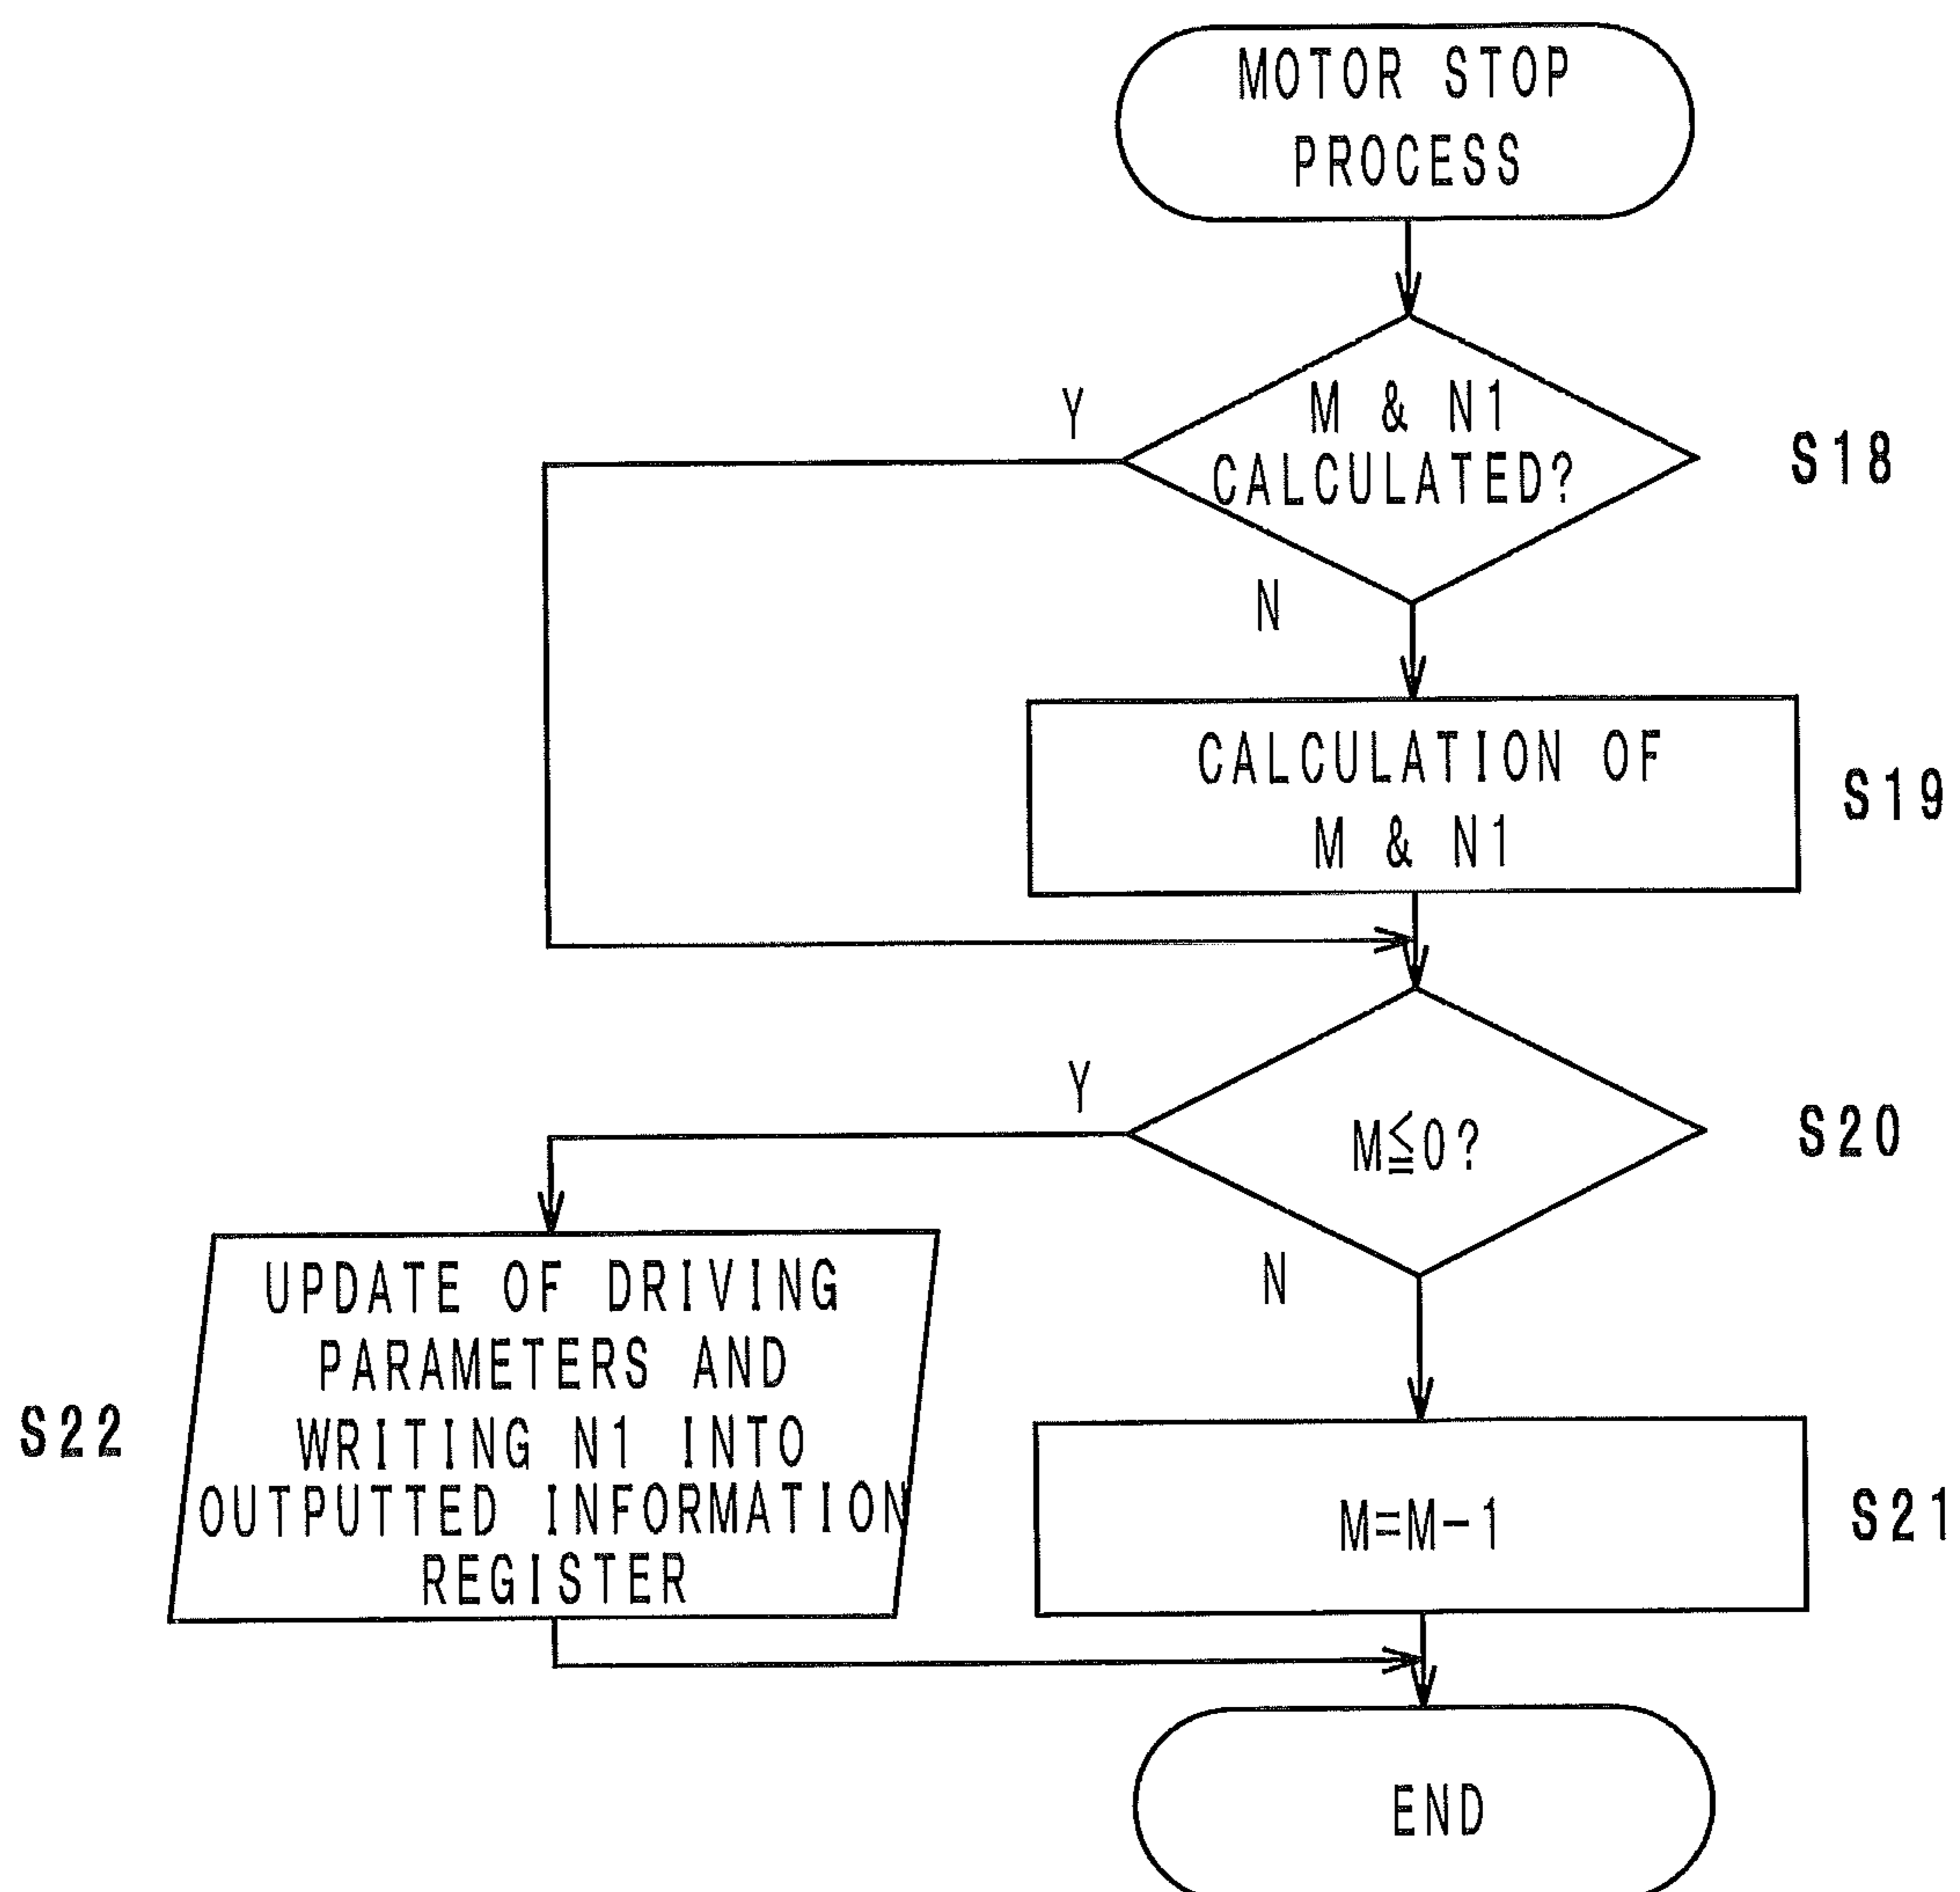 MOTOR STOP
PROCESS
Y
M & N1
CALCULATED?
S18
N
CALCULATION OF
M & N1
S19
Y
M≦0?
S20
N
UPDATE OF DRIVING
PARAMETERS AND
WRITING N1 INTO
OUTPUTTED INFORMATION
REGISTER
S22
M=M-1
S21
END